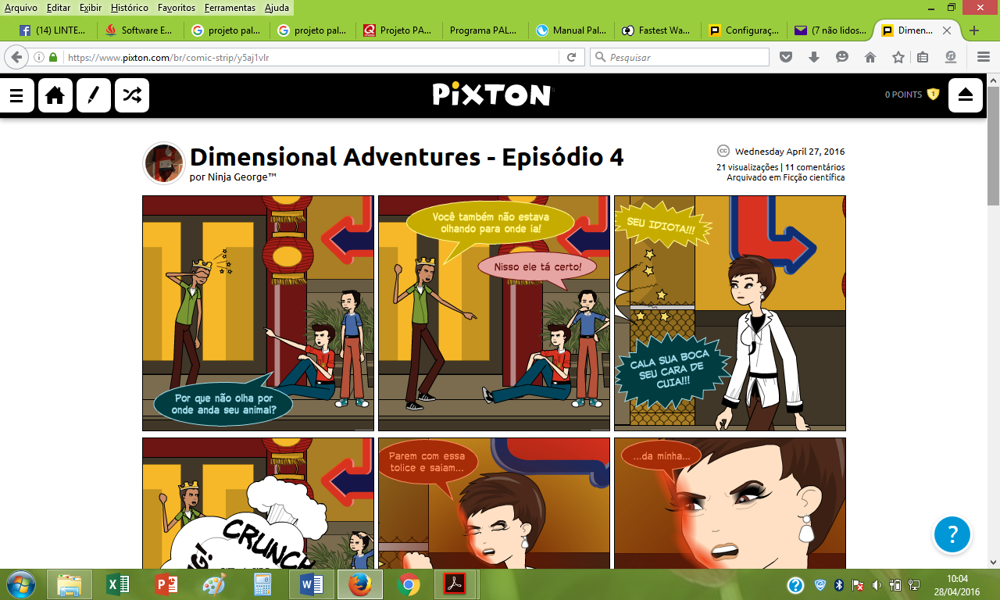 Arquivo Editar Exibir Histórico Favoritos Ferramentas Ajuda
(14) LINTE...
Software E...
projeto pal...
projeto pal...
Projeto PA...
Programa PAL...
Manual Pal...
Fastest Wa...
Configuraç...
(7 não lidos...
Dimen...
https://www.pixton.com/br/comic-strip/y5aj1vlr
Pesquisar
PiXTON
0 POINTS
1
Dimensional Adventures - Episódio 4
por Ninja George™
cc Wednesday April 27, 2016
21 visualizações | 11 comentários
Arquivado em Ficção científica
Por que não olha por
onde anda seu animal?
Você também não estava
olhando para onde ia!
Nisso ele tá certo!
SEU IDIOTA!!!
CALA SUA BOCA
SEU CARA DE
CUIA!!!
CRUNCH
Parem com essa
tolice e saiam...
...da minha...
?
10:04
28/04/2016